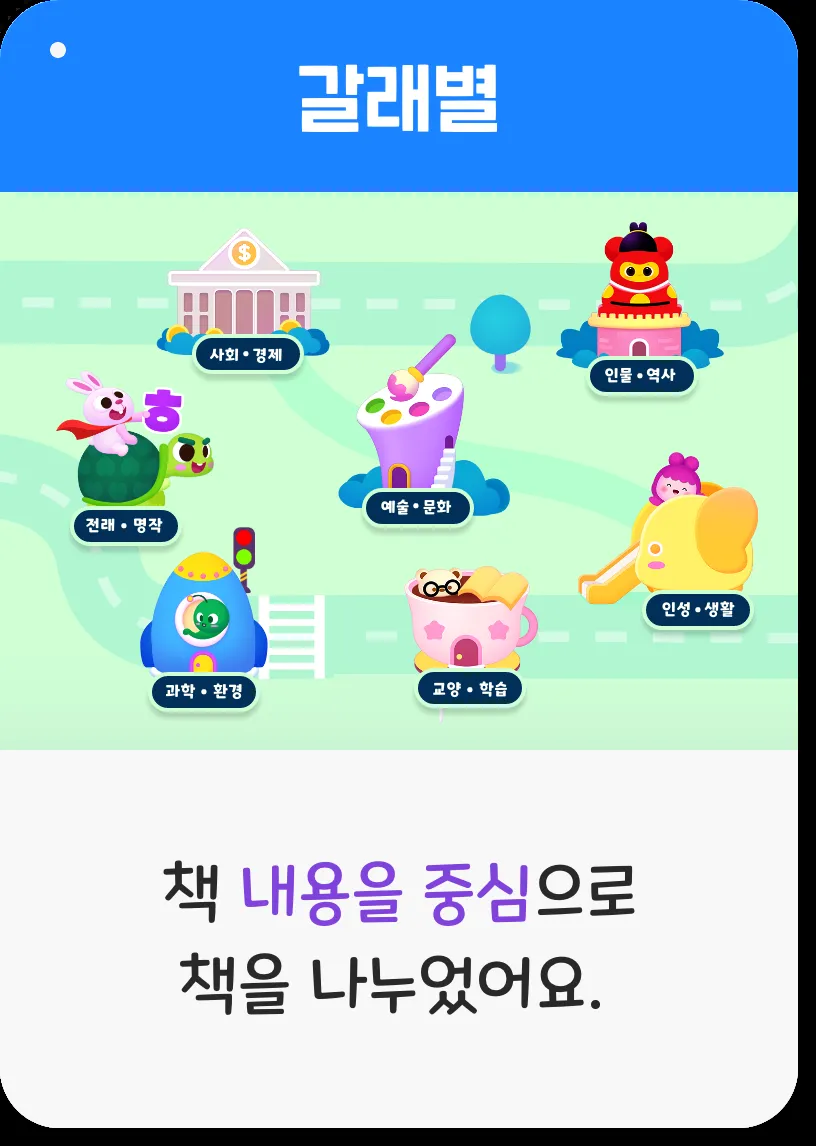 갈래별
$
사회•경제
인물•역사
ㅎ
예술•문화
전래 • 명작
인성•생활
과학 • 환경
교양 • 학습
책 내용을 중심으로
책을 나누었어요.